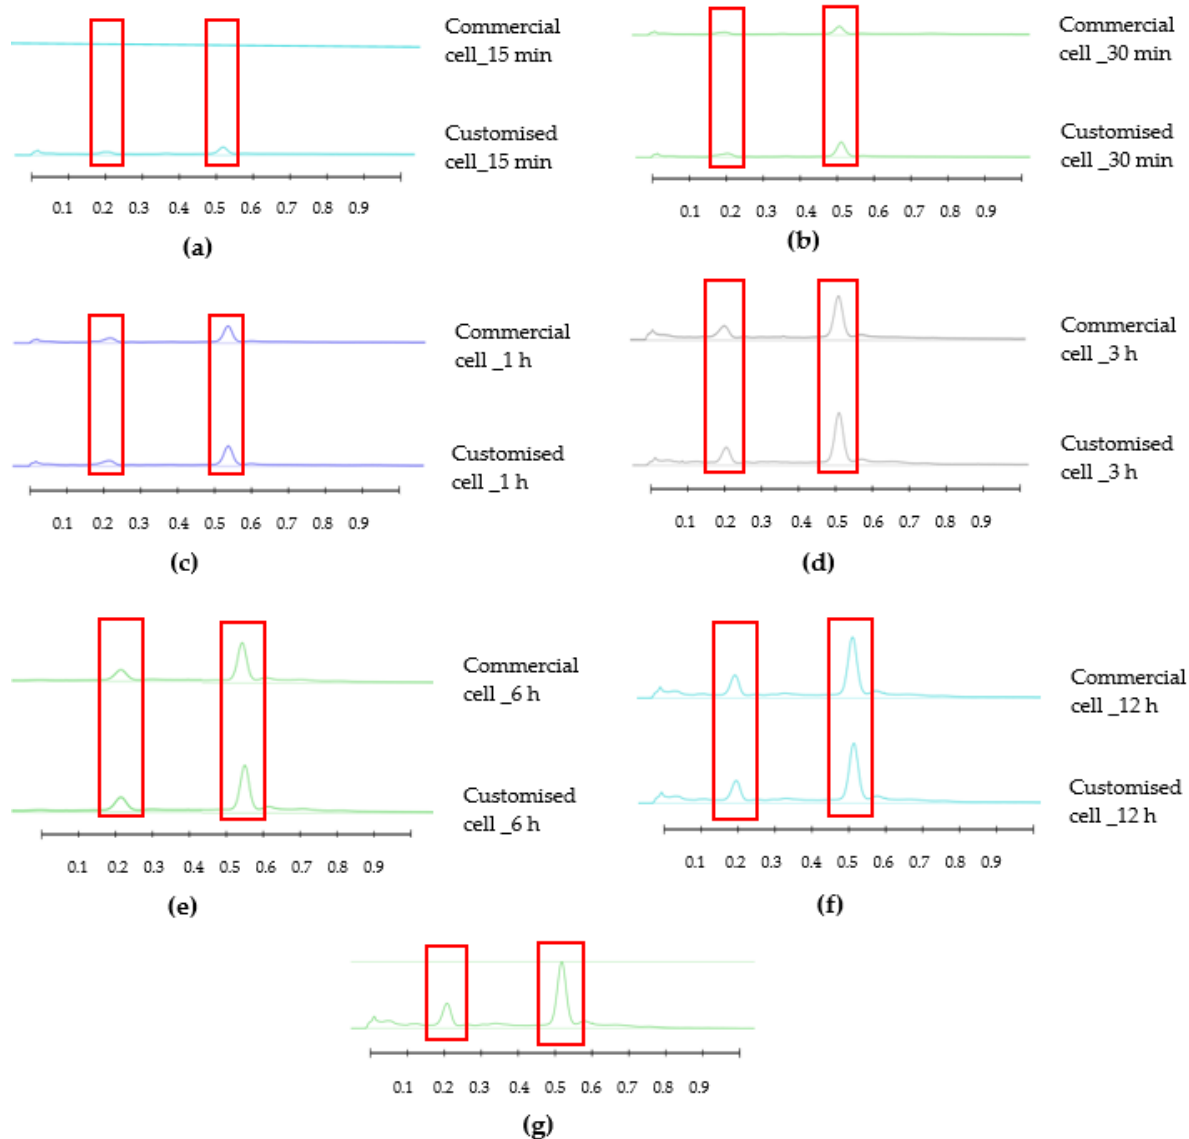 Commercial
cell_15 min
Customised
cell_15 min
0.1 0.2 0.3 0.4 0.5 0.6 0.7 0.8 0.9
(a)
Commercial
cell _30 min
Customised
cell _30 min
0.1 0.2 0.3 0.4 0.5 0.6 0.7 0.8 0.9
(b)
Commercial
cell _1 h
Customised
cell _1 h
0.1 0.2 0.3 0.4 0.5 0.6 0.7 0.8 0.9
(c)
Commercial
cell _3 h
Customised
cell _3 h
0.1 0.2 0.3 0.4 0.5 0.6 0.7 0.8 0.9
(d)
Commercial
cell _6 h
Customised
cell _6 h
0.1 0.2 0.3 0.4 0.5 0.6 0.7 0.8 0.9
(e)
Commercial
cell _12 h
Customised
cell _12 h
0.1 0.2 0.3 0.4 0.5 0.6 0.7 0.8 0.9
(f)
0.1 0.2 0.3 0.4 0.5 0.6 0.7 0.8 0.9
(g)